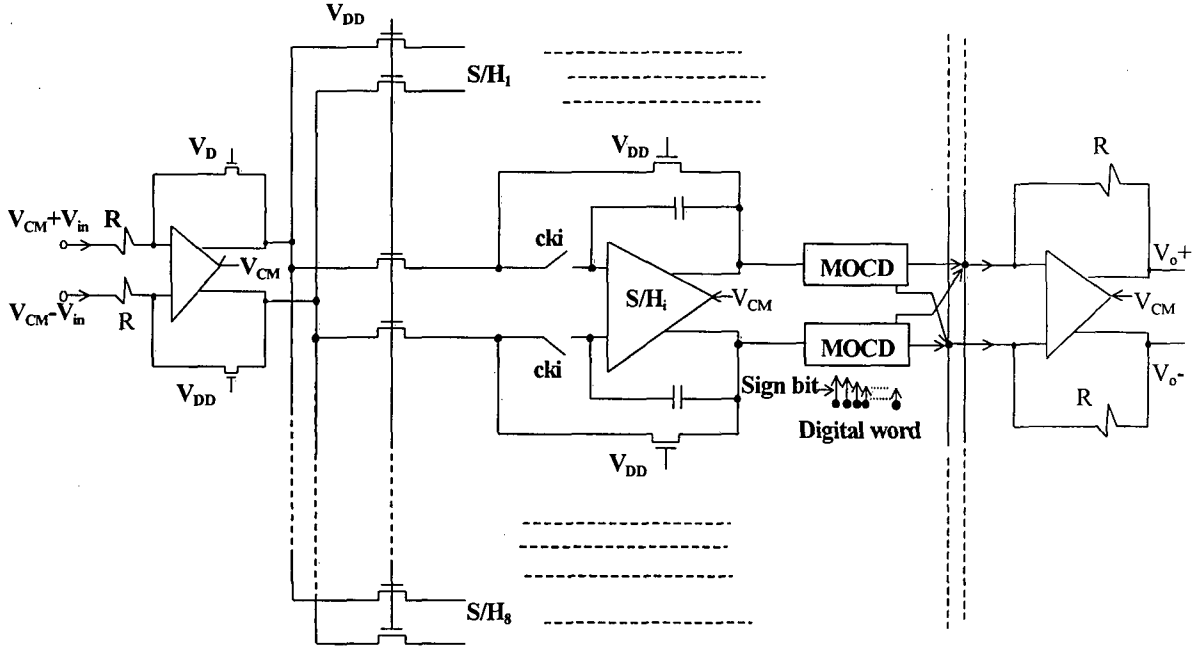 V_DD
S/H_1
V_D
V_DD
R
V_CM+V_in
R
cki
V_CM
S/H_i
V_CM
MOCD
V_o+
V_CM
V_CM-V_in
R
cki
MOCD
V_o-
V_DD
Sign bit
R
Digital word
V_DD
S/H_8